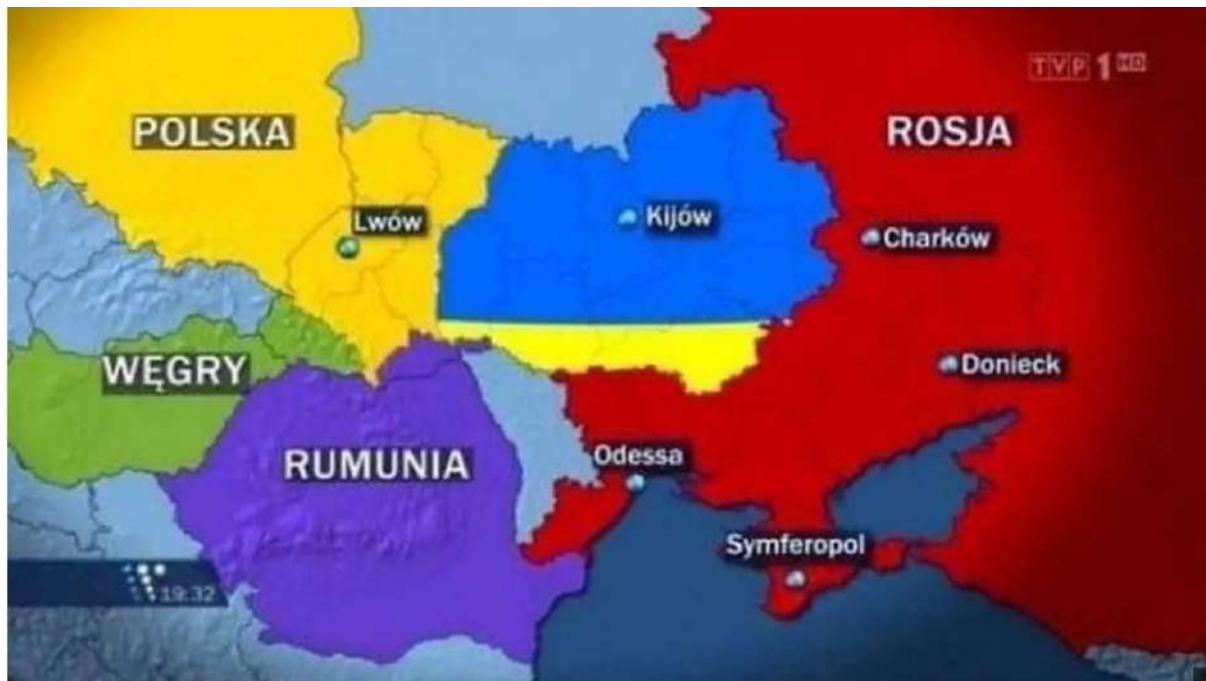 TVP 1 HD
POLSKA
ROSJA
Lwów
Kijów
Charków
WĘGRY
Donieck
RUMUNIA
Odessa
Symferopol
19:32